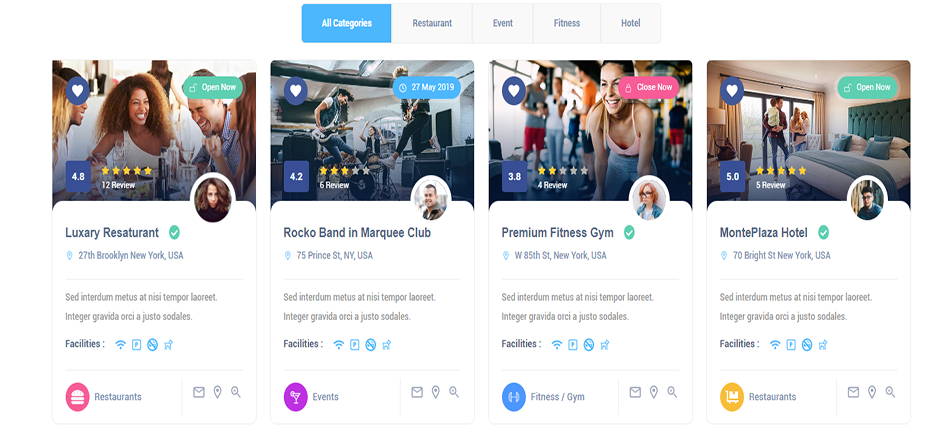 All Categories Restaurant Event Fitness Hotel
Open Now
4.8
12 Review
Luxary Resaturant
27th Brooklyn New York, USA
Sed interdum metus at nisi tempor laoreet.
Integer gravida orci a justo sodales.
Facilities :
Restaurants
27 May 2019
4.2
6 Review
Rocko Band in Marquee Club
75 Prince St, NY, USA
Sed interdum metus at nisi tempor laoreet.
Integer gravida orci a justo sodales.
Facilities :
Events
Close Now
3.8
4 Review
Premium Fitness Gym
W 85th St, New York, USA
Sed interdum metus at nisi tempor laoreet.
Integer gravida orci a justo sodales.
Facilities :
Fitness / Gym
Open Now
5.0
5 Review
MontePlaza Hotel
70 Bright St New York, USA
Sed interdum metus at nisi tempor laoreet.
Integer gravida orci a justo sodales.
Facilities :
Restaurants